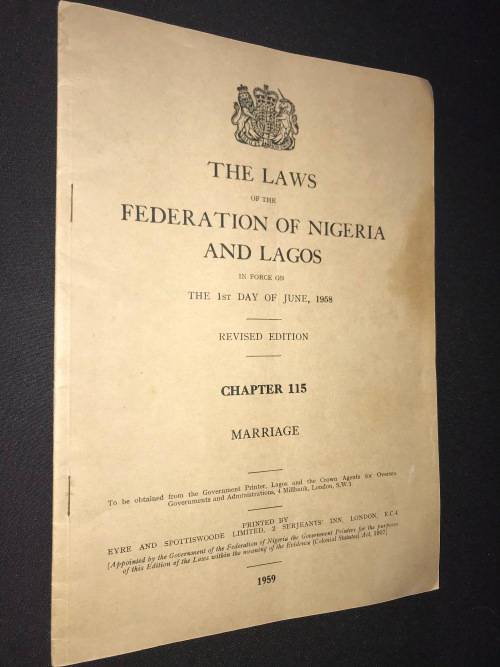 THE LAWS
OF THE
FEDERATION OF NIGERIA
AND LAGOS
IN FORCE ON
THE 1ST DAY OF JUNE, 1958
REVISED EDITION
CHAPTER 115
MARRIAGE
To be obtained from the Government Printer, Lagos and the Crown Agents for Oversea
Governments and Administrations, 4 Millbank, London, S.W.1
PRINTED BY
EYRE AND SPOTTISWOODE LIMITED, 2 SERJEANTS' INN, LONDON, E.C.4
[Appointed by the Government of the Federation of Nigeria the Government Printers for the purposes
of this Edition of the Laws within the meaning of the Evidence (Colonial Statutes) Act, 1907]
1959